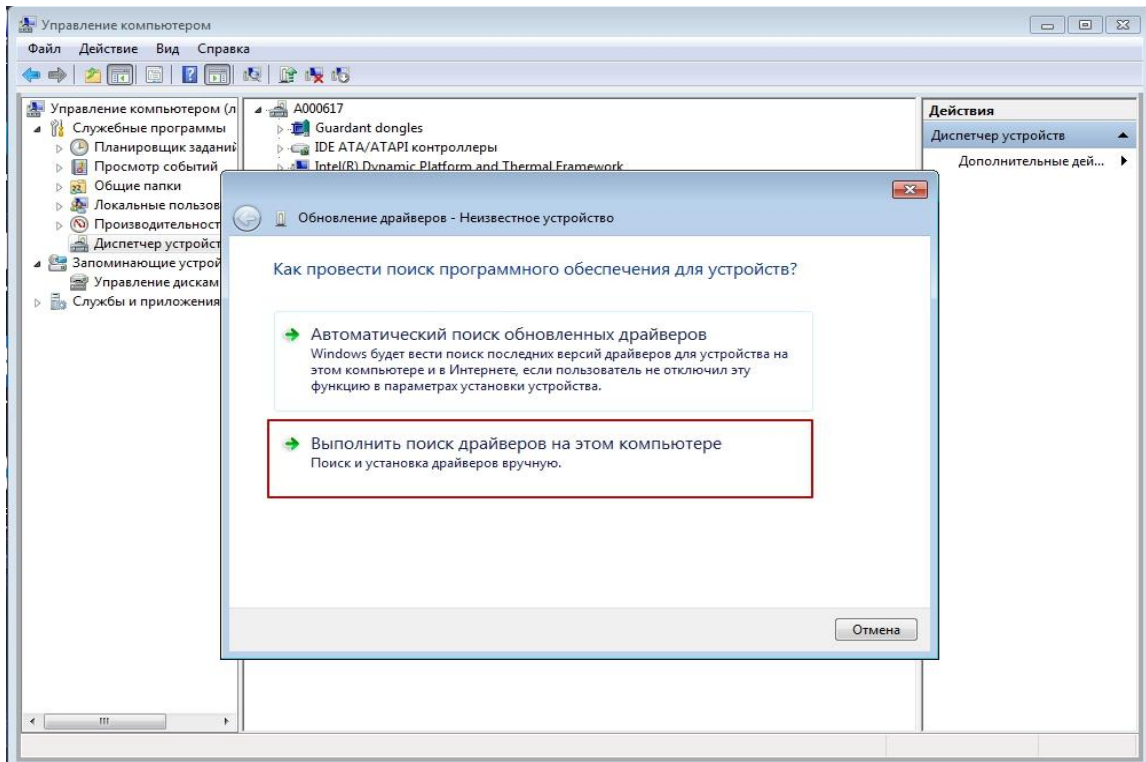 Управление компьютером
Файл Действие Вид Справка
Управление компьютером (л
Служебные программы
Планировщик заданий
Просмотр событий
Общие папки
Локальные пользов
Производительност
Диспетчер устройст
Запоминающие устрой
Управление дискам
Службы и приложения
A000617
Guardant dongles
IDE ATA/ATAPI контроллеры
Intel(R) Dynamic Platform and Thermal Framework
Действия
Диспетчер устройств
Дополнительные дей...
Обновление драйверов - Неизвестное устройство
Как провести поиск программного обеспечения для устройств?
Автоматический поиск обновленных драйверов
Windows будет вести поиск последних версий драйверов для устройства на
этом компьютере и в Интернете, если пользователь не отключил эту
функцию в параметрах установки устройства.
Выполнить поиск драйверов на этом компьютере
Поиск и установка драйверов вручную.
Отмена